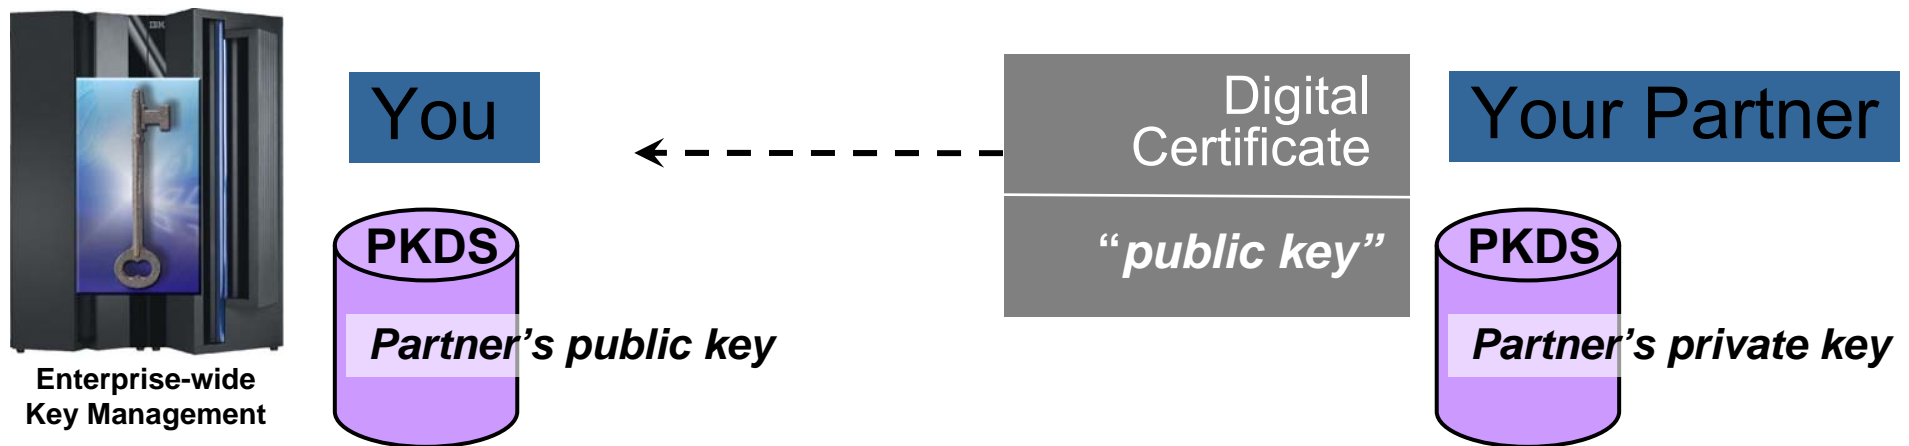 IBM
Enterprise-wide
Key Management
You
PKDS
Partner’s public key
Digital
Certificate
“public key”
Your Partner
PKDS
Partner’s private key